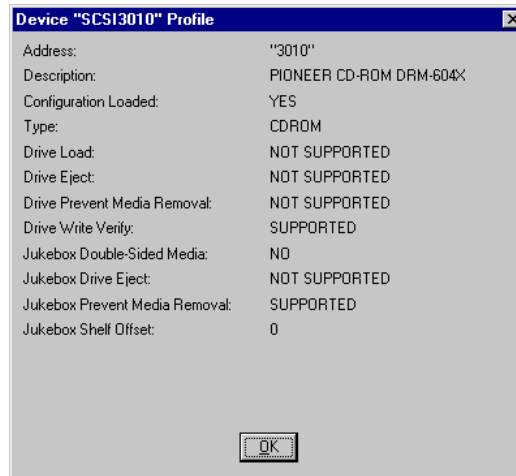 Device "SCSI3010" Profile
Address: "3010"
Description: PIONEER CD-ROM DRM-604X
Configuration Loaded: YES
Type: CDROM
Drive Load: NOT SUPPORTED
Drive Eject: NOT SUPPORTED
Drive Prevent Media Removal: NOT SUPPORTED
Drive Write Verify: SUPPORTED
Jukebox Double-Sided Media: NO
Jukebox Drive Eject: NOT SUPPORTED
Jukebox Prevent Media Removal: SUPPORTED
Jukebox Shelf Offset: 0
OK